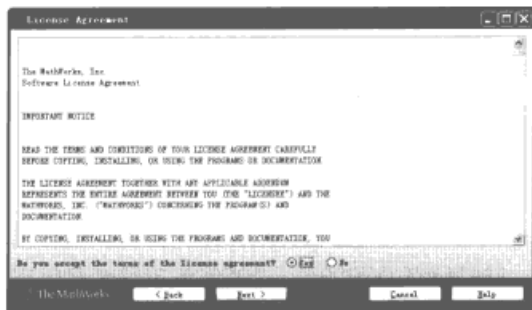 License Agreement
The MathWorks, Inc.
Software License Agreement
IMPORTANT NOTICE
READ THE TERMS AND CONDITIONS OF YOUR LICENSE AGREEMENT CAREFULLY
BEFORE COPYING, INSTALLING, OR USING THE PROGRAMS OR DOCUMENTATION
THE LICENSE AGREEMENT TOGETHER WITH ANY APPLICABLE ADDENDUM
REPRESENTS THE ENTIRE AGREEMENT BETWEEN YOU (THE "LICENSEE") AND THE
MATHWORKS, INC. ("MATHWORKS") CONCERNING THE PROGRAM(S) AND
DOCUMENTATION
BY COPYING, INSTALLING, OR USING THE PROGRAMS AND DOCUMENTATION, YOU
Do you accept the terms of the license agreement? Yes No
The MathWorks < Back Next > Cancel Help